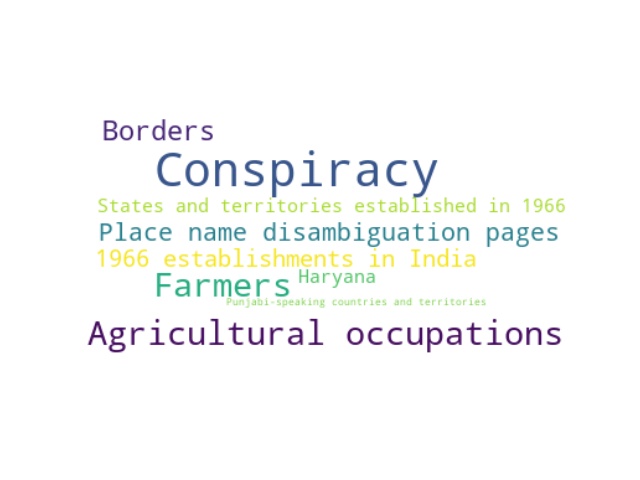 Borders
Conspiracy
States and territories established in 1966
Place name disambiguation pages
1966 establishments in India
Haryana
Farmers
Punjabi-speaking countries and territories
Agricultural occupations